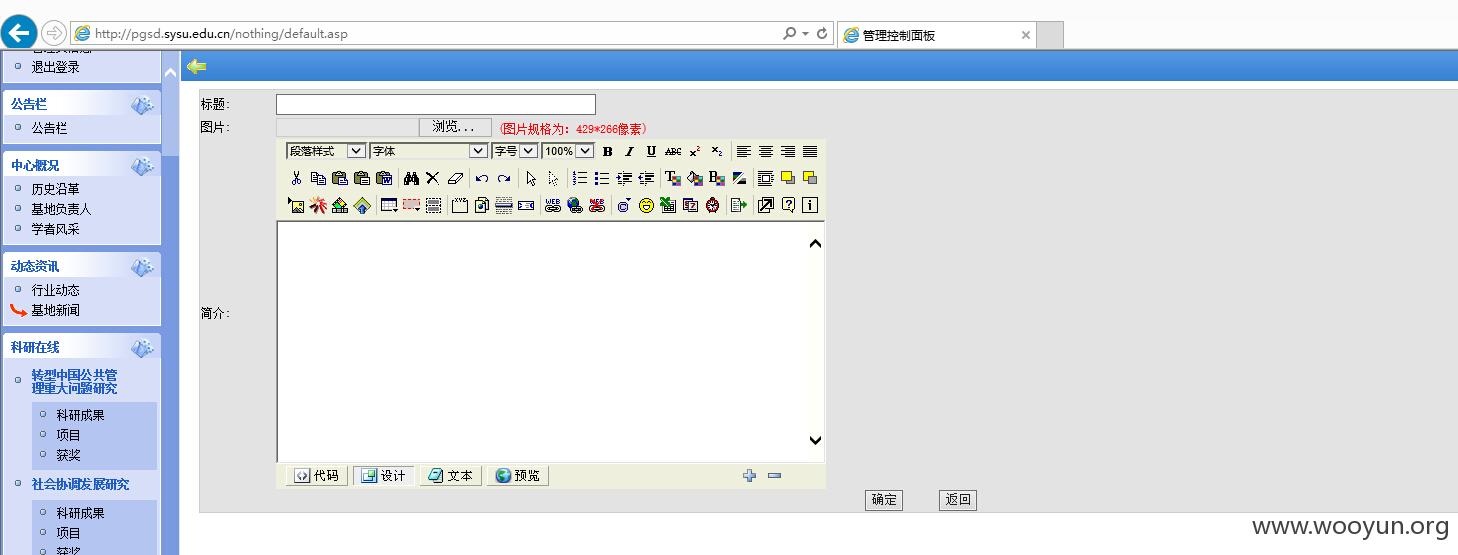 http://pgsd.sysu.edu.cn/nothing/default.asp
管理控制面板
退出登录
公告栏
公告栏
中心概况
历史沿革
基地负责人
学者风采
动态资讯
行业动态
基地新闻
科研在线
转型中国公共管
理重大问题研究
科研成果
项目
获奖
社会协调发展研究
科研成果
项目
获奖
标题：
图片： 浏览... (图片规格为：429*266像素)
段落样式 字体 字号 100% B I U ABC x² x₂
简介：
代码 设计 文本 预览
确定 返回
www.wooyun.org